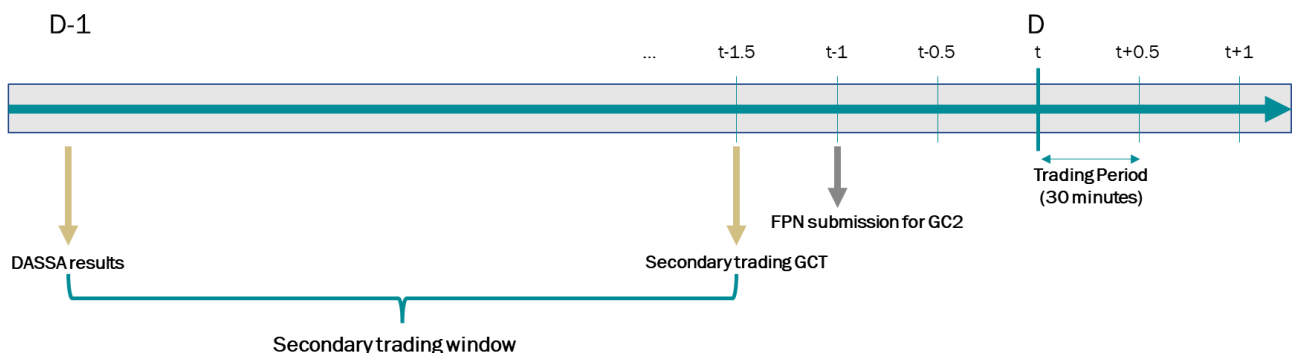 D-1
D
... t-1.5 t-1 t-0.5 t t+0.5 t+1
Trading Period
(30 minutes)
FPN submission for GC2
DASSA results
Secondary trading GCT
Secondary trading window